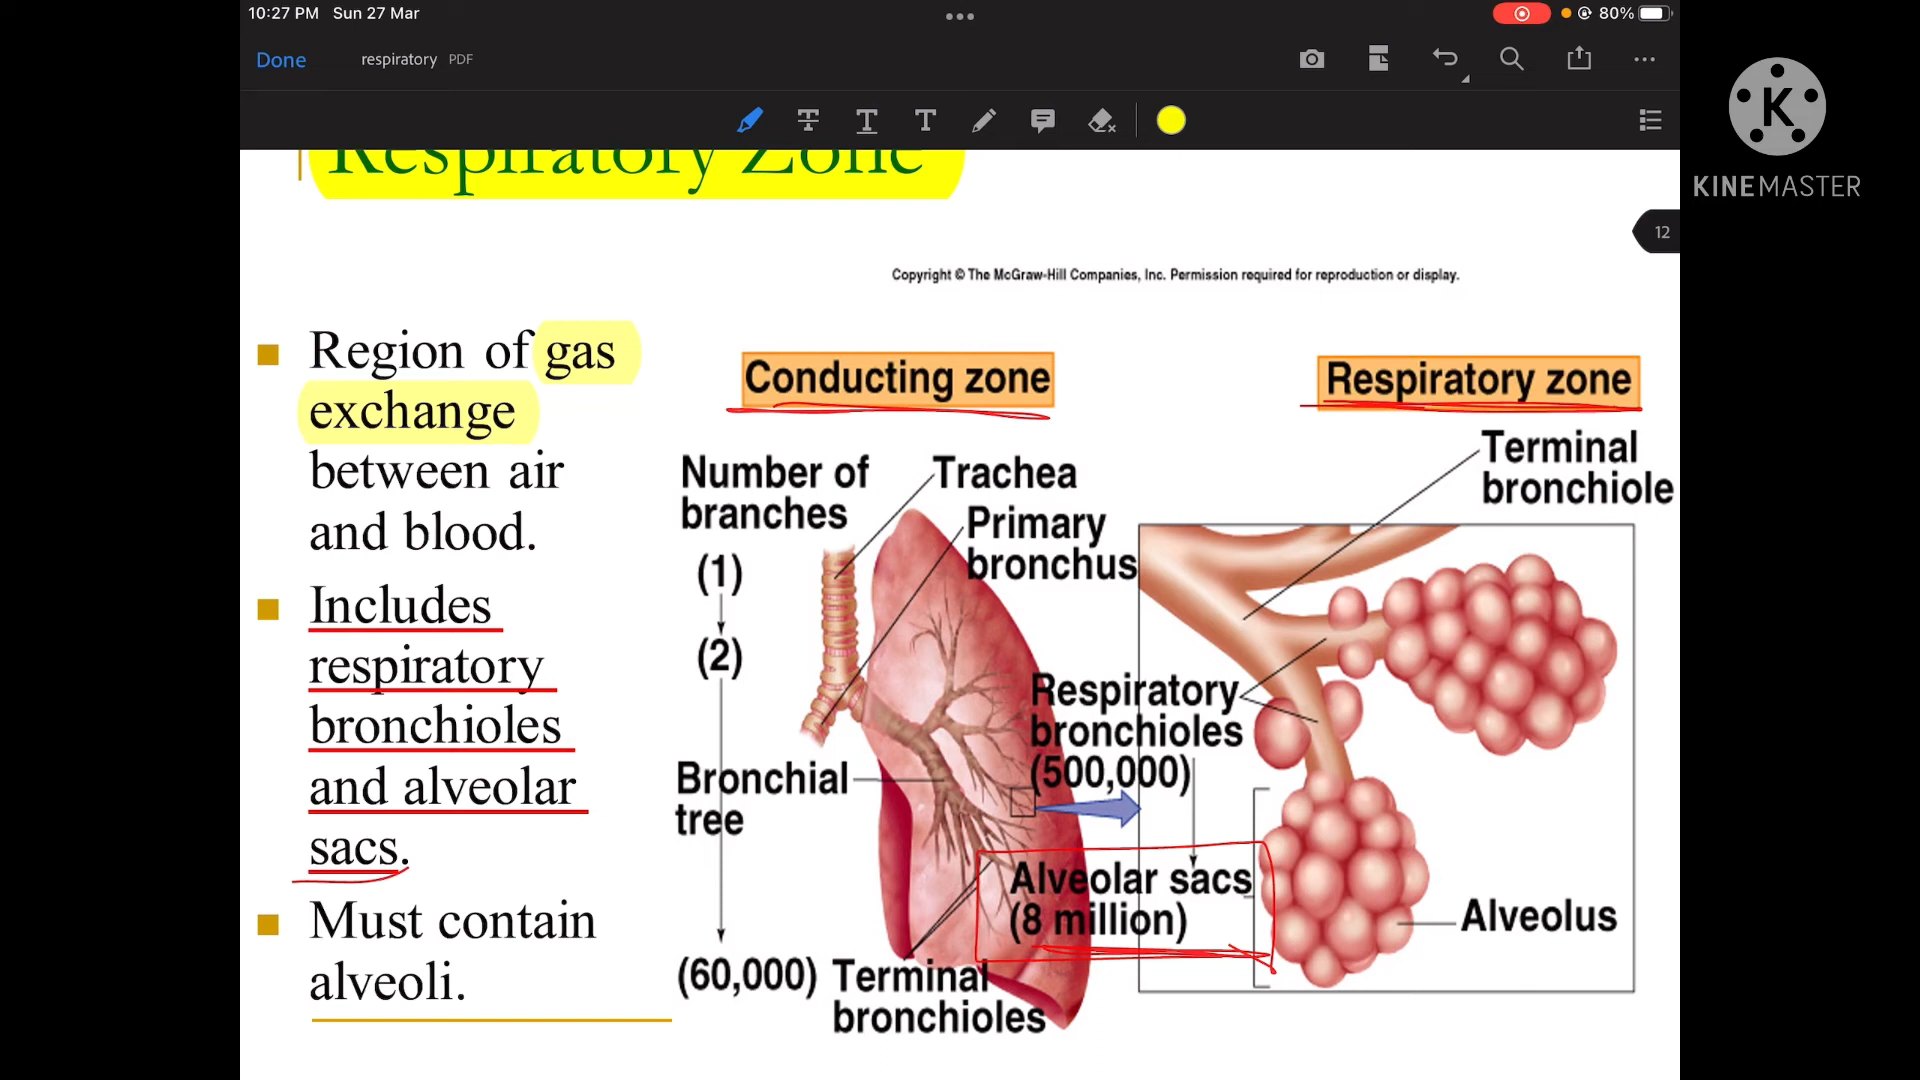 10:27 PM Sun 27 Mar
80%
Done
respiratory PDF
K
KINEMASTER
Respiratory Zone
12
Copyright © The McGraw-Hill Companies, Inc. Permission required for reproduction or display.
Region of gas
exchange
between air
and blood.
Includes
respiratory
bronchioles
and alveolar
sacs.
Must contain
alveoli.
Conducting zone
Number of
branches
(1)
(2)
(60,000)
Trachea
Primary
bronchus
Bronchial
tree
Terminal
bronchioles
Respiratory zone
Terminal
bronchiole
Respiratory
bronchioles
(500,000)
Alveolar sacs
(8 million)
Alveolus